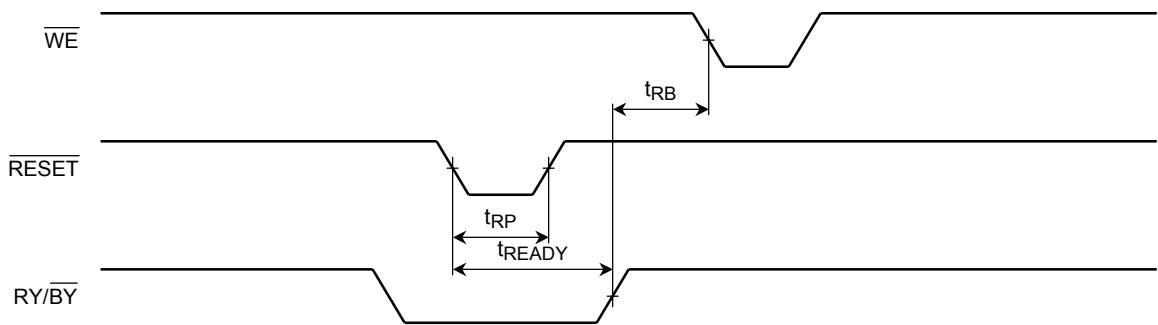 WE
tRB
RESET
tRP
tREADY
RY/BY